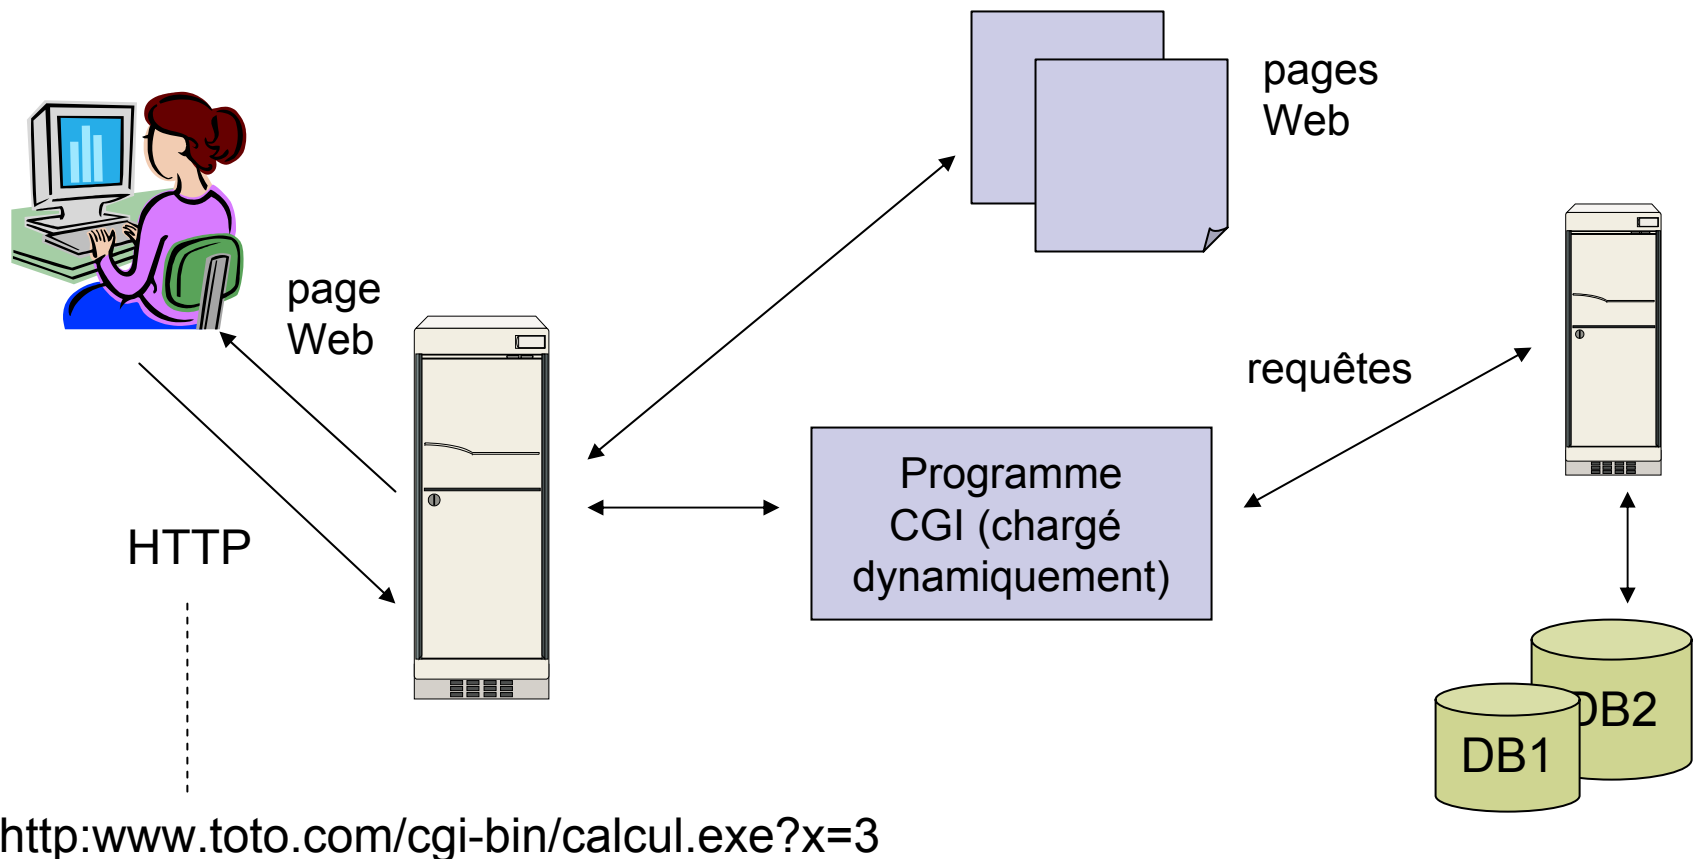 pages
Web
page
Web
requêtes
Programme
CGI (chargé
dynamiquement)
HTTP
DB2
DB1
http:www.toto.com/cgi-bin/calcul.exe?x=3